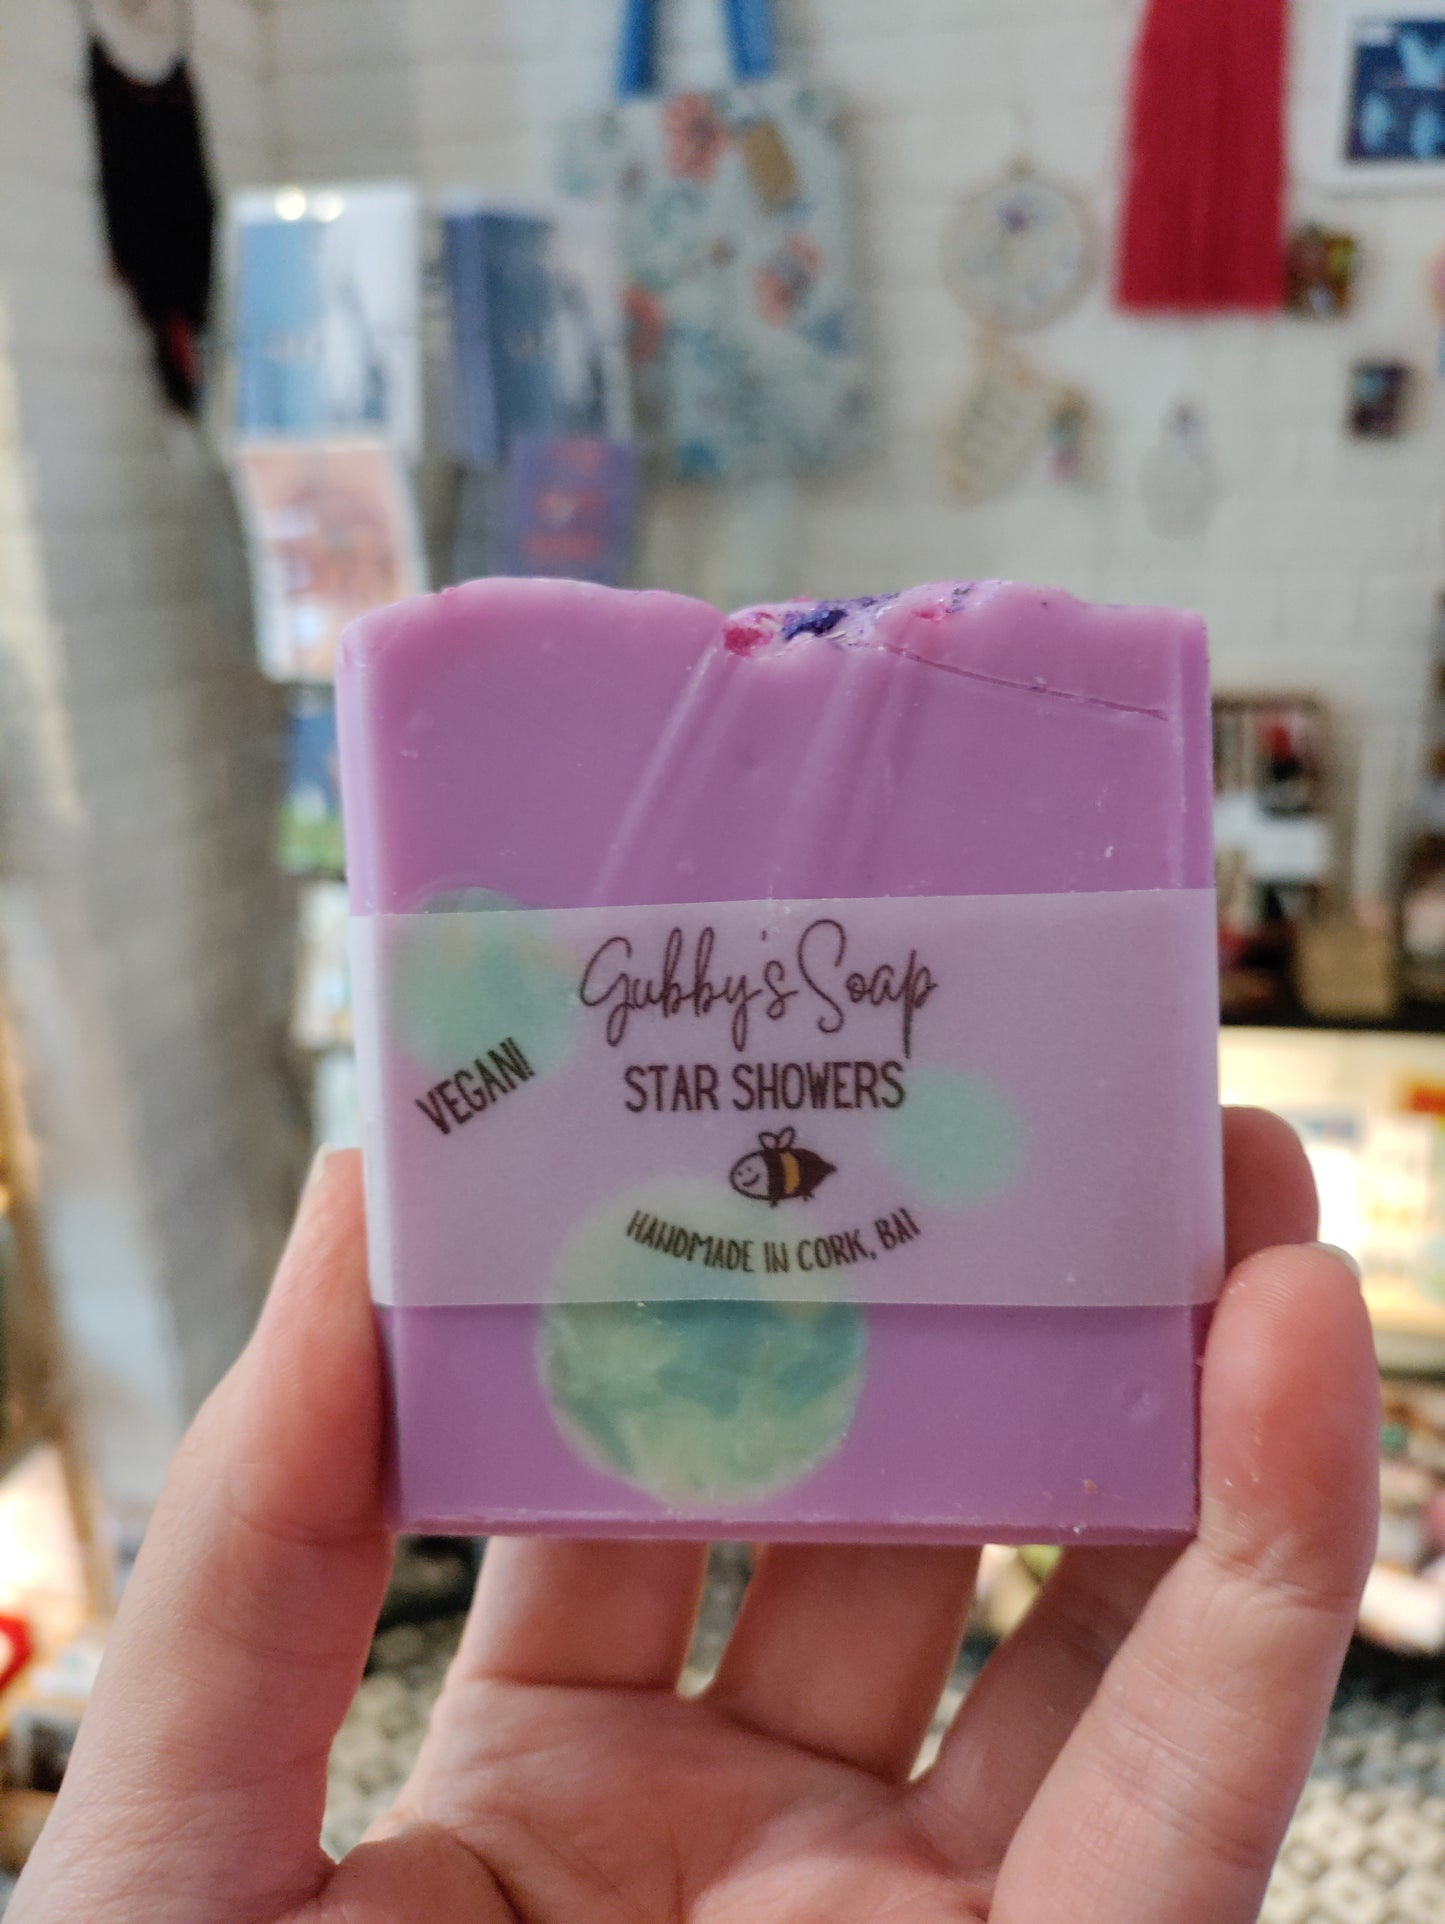 Gubby's Soap
STAR SHOWERS
VEGAN!
HANDMADE IN CORK, BAI